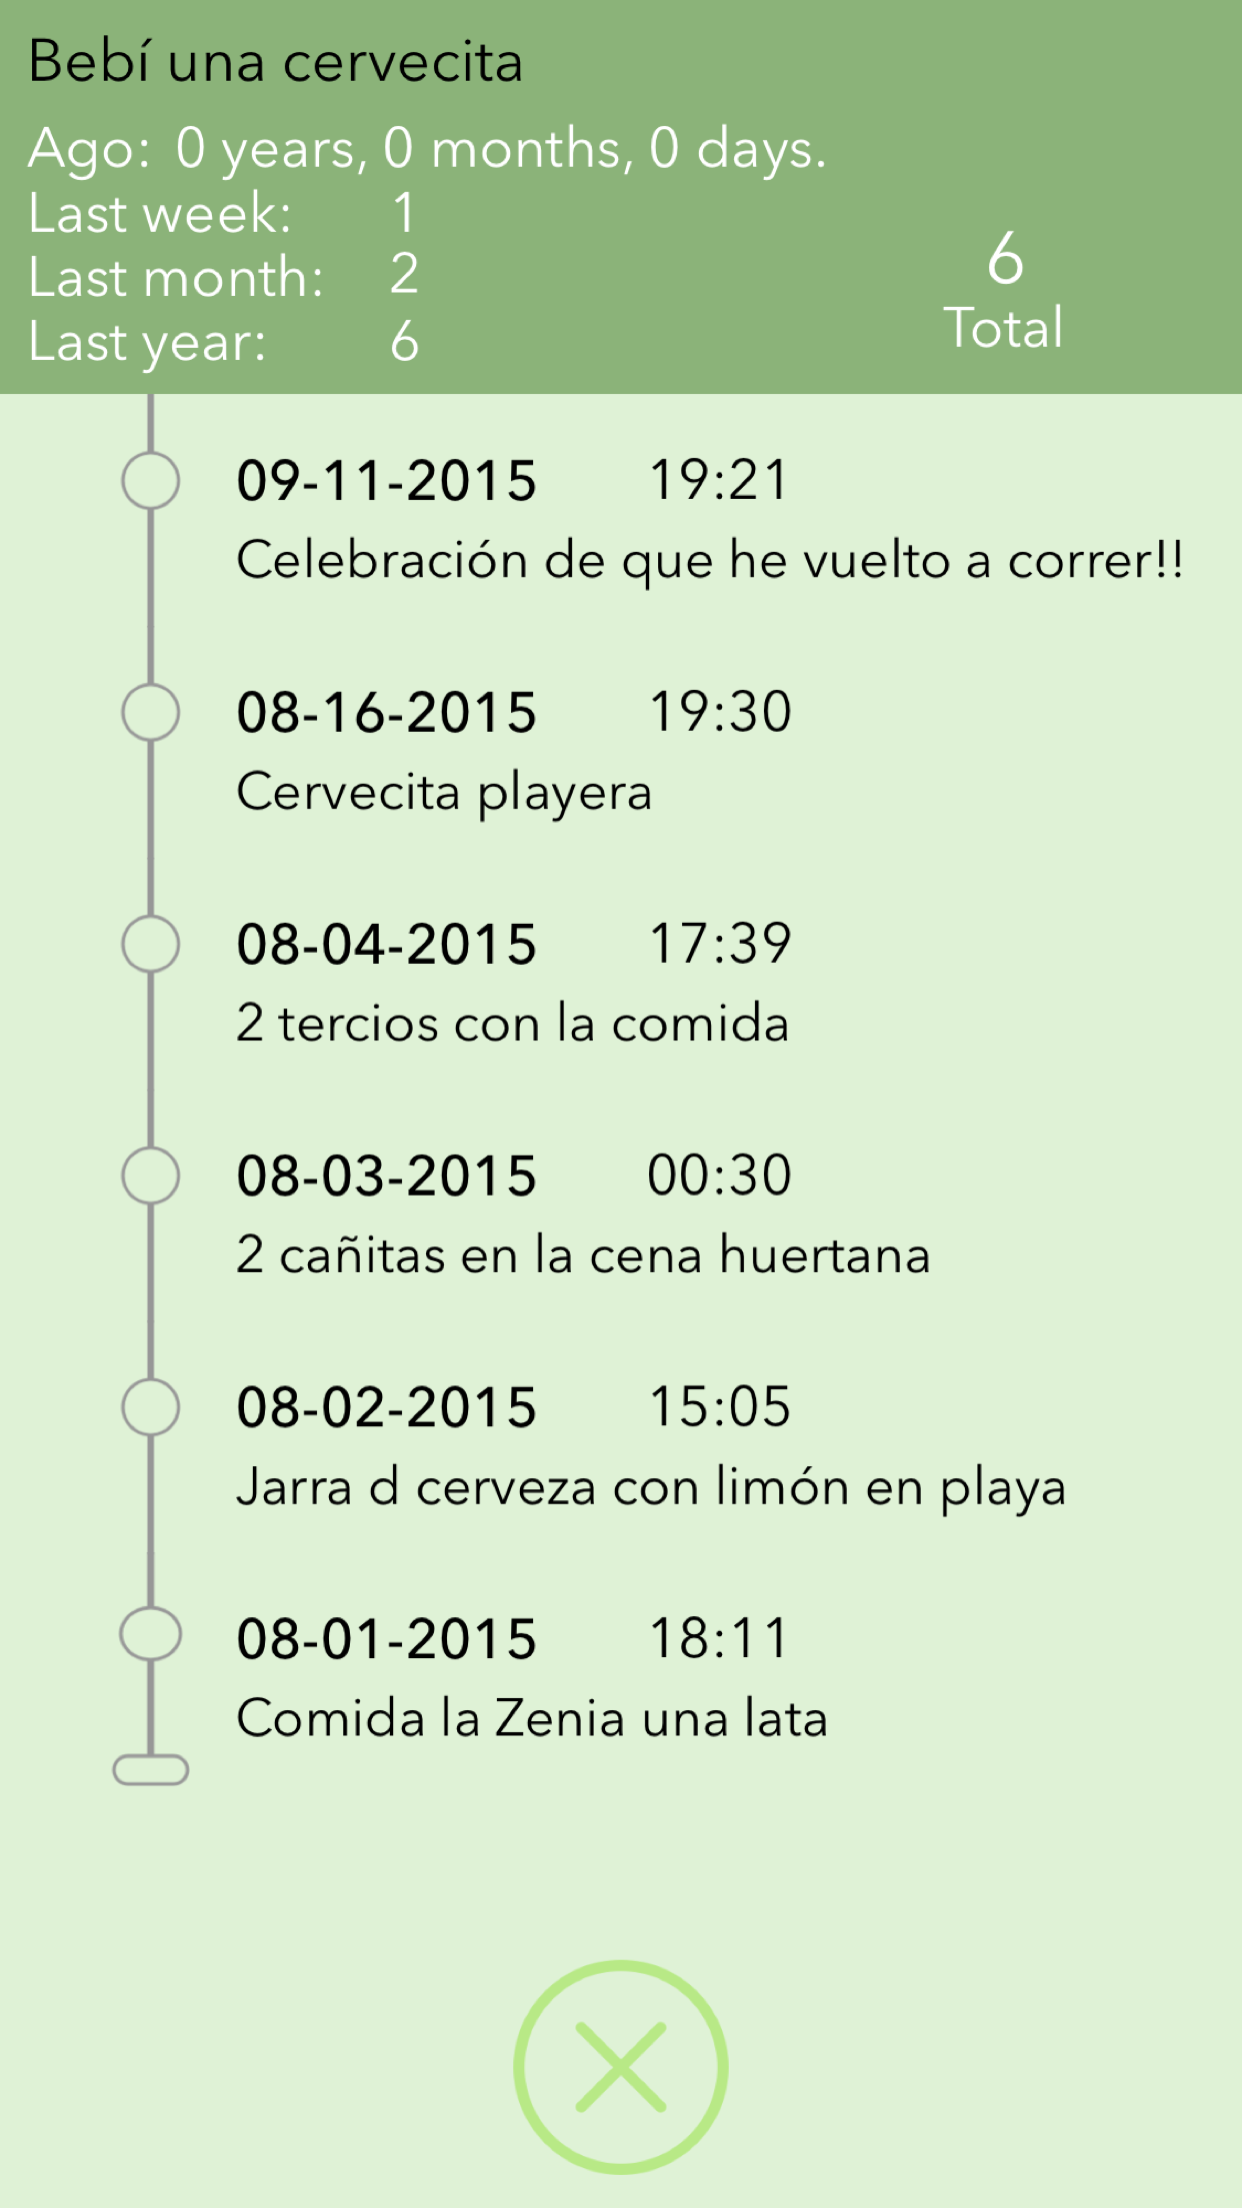 Bebí una cervecita
Ago: 0 years, 0 months, 0 days.
Last week: 1
Last month: 2
Last year: 6
6
Total
09-11-2015 19:21
Celebración de que he vuelto a correr!!
08-16-2015 19:30
Cervecita playera
08-04-2015 17:39
2 tercios con la comida
08-03-2015 00:30
2 cañitas en la cena huertana
08-02-2015 15:05
Jarra d cerveza con limón en playa
08-01-2015 18:11
Comida la Zenia una lata